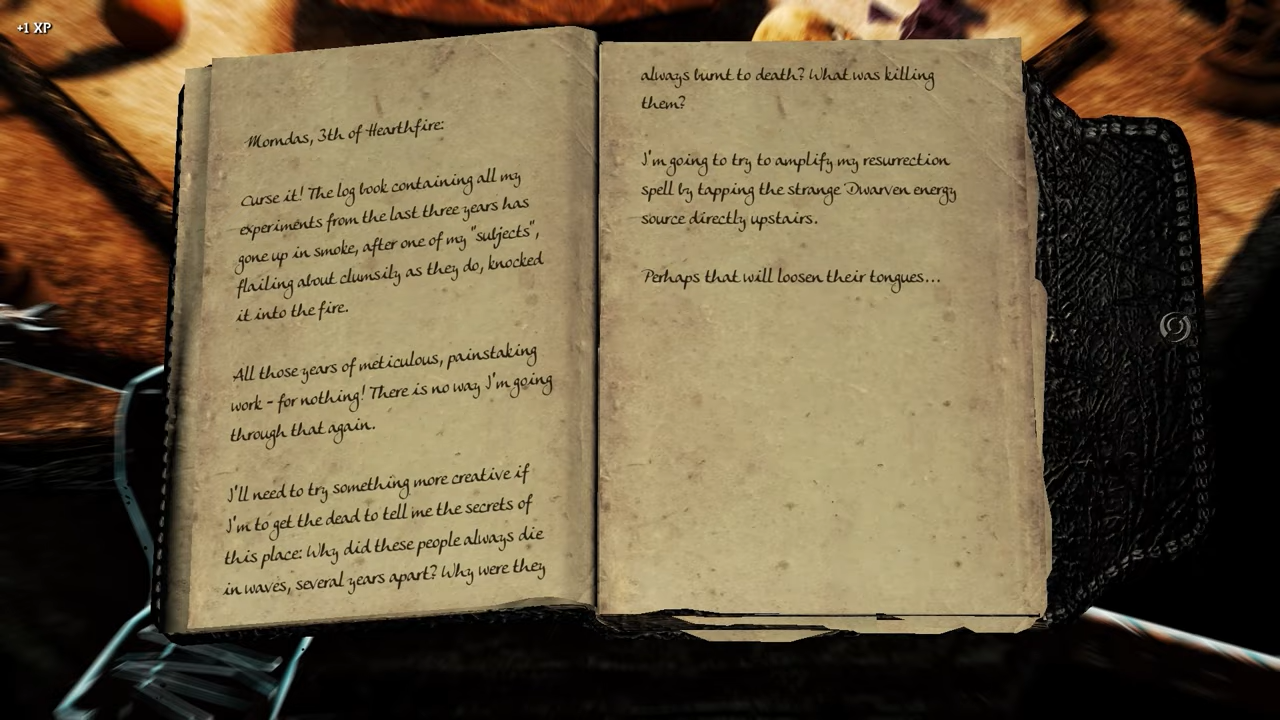 +1 XP
Morndas, 3th of Hearthfire:
Curse it! The log book containing all my
experiments from the last three years has
gone up in smoke, after one of my "subjects",
flailing about clumsily as they do, knocked
it into the fire.
All those years of meticulous, painstaking
work - for nothing! There is no way I'm going
through that again.
I'll need to try something more creative if
I'm to get the dead to tell me the secrets of
this place: Why did these people always die
in waves, several years apart? Why were they
always burnt to death? What was killing
them?
I'm going to try to amplify my resurrection
spell by tapping the strange Dwarven energy
source directly upstairs.
Perhaps that will loosen their tongues...